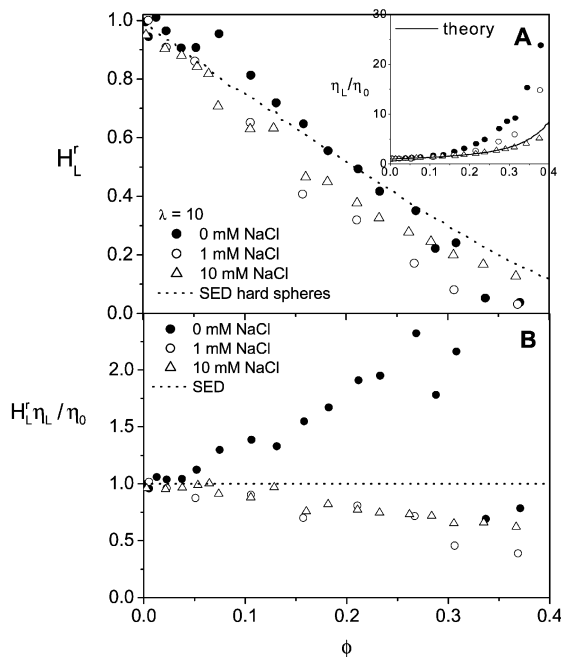 1.0
0.8
0.6
0.4
0.2
0.0
H_L^r
A
30
20
10
0
η_L/η_0
theory
0.0 0.1 0.2 0.3 0.4
λ = 10
0 mM NaCl
1 mM NaCl
10 mM NaCl
SED hard spheres
B
2.0
1.5
1.0
0.5
0.0
H_L^r η_L / η_0
0 mM NaCl
1 mM NaCl
10 mM NaCl
SED
0.0 0.1 0.2 0.3 0.4
ϕ